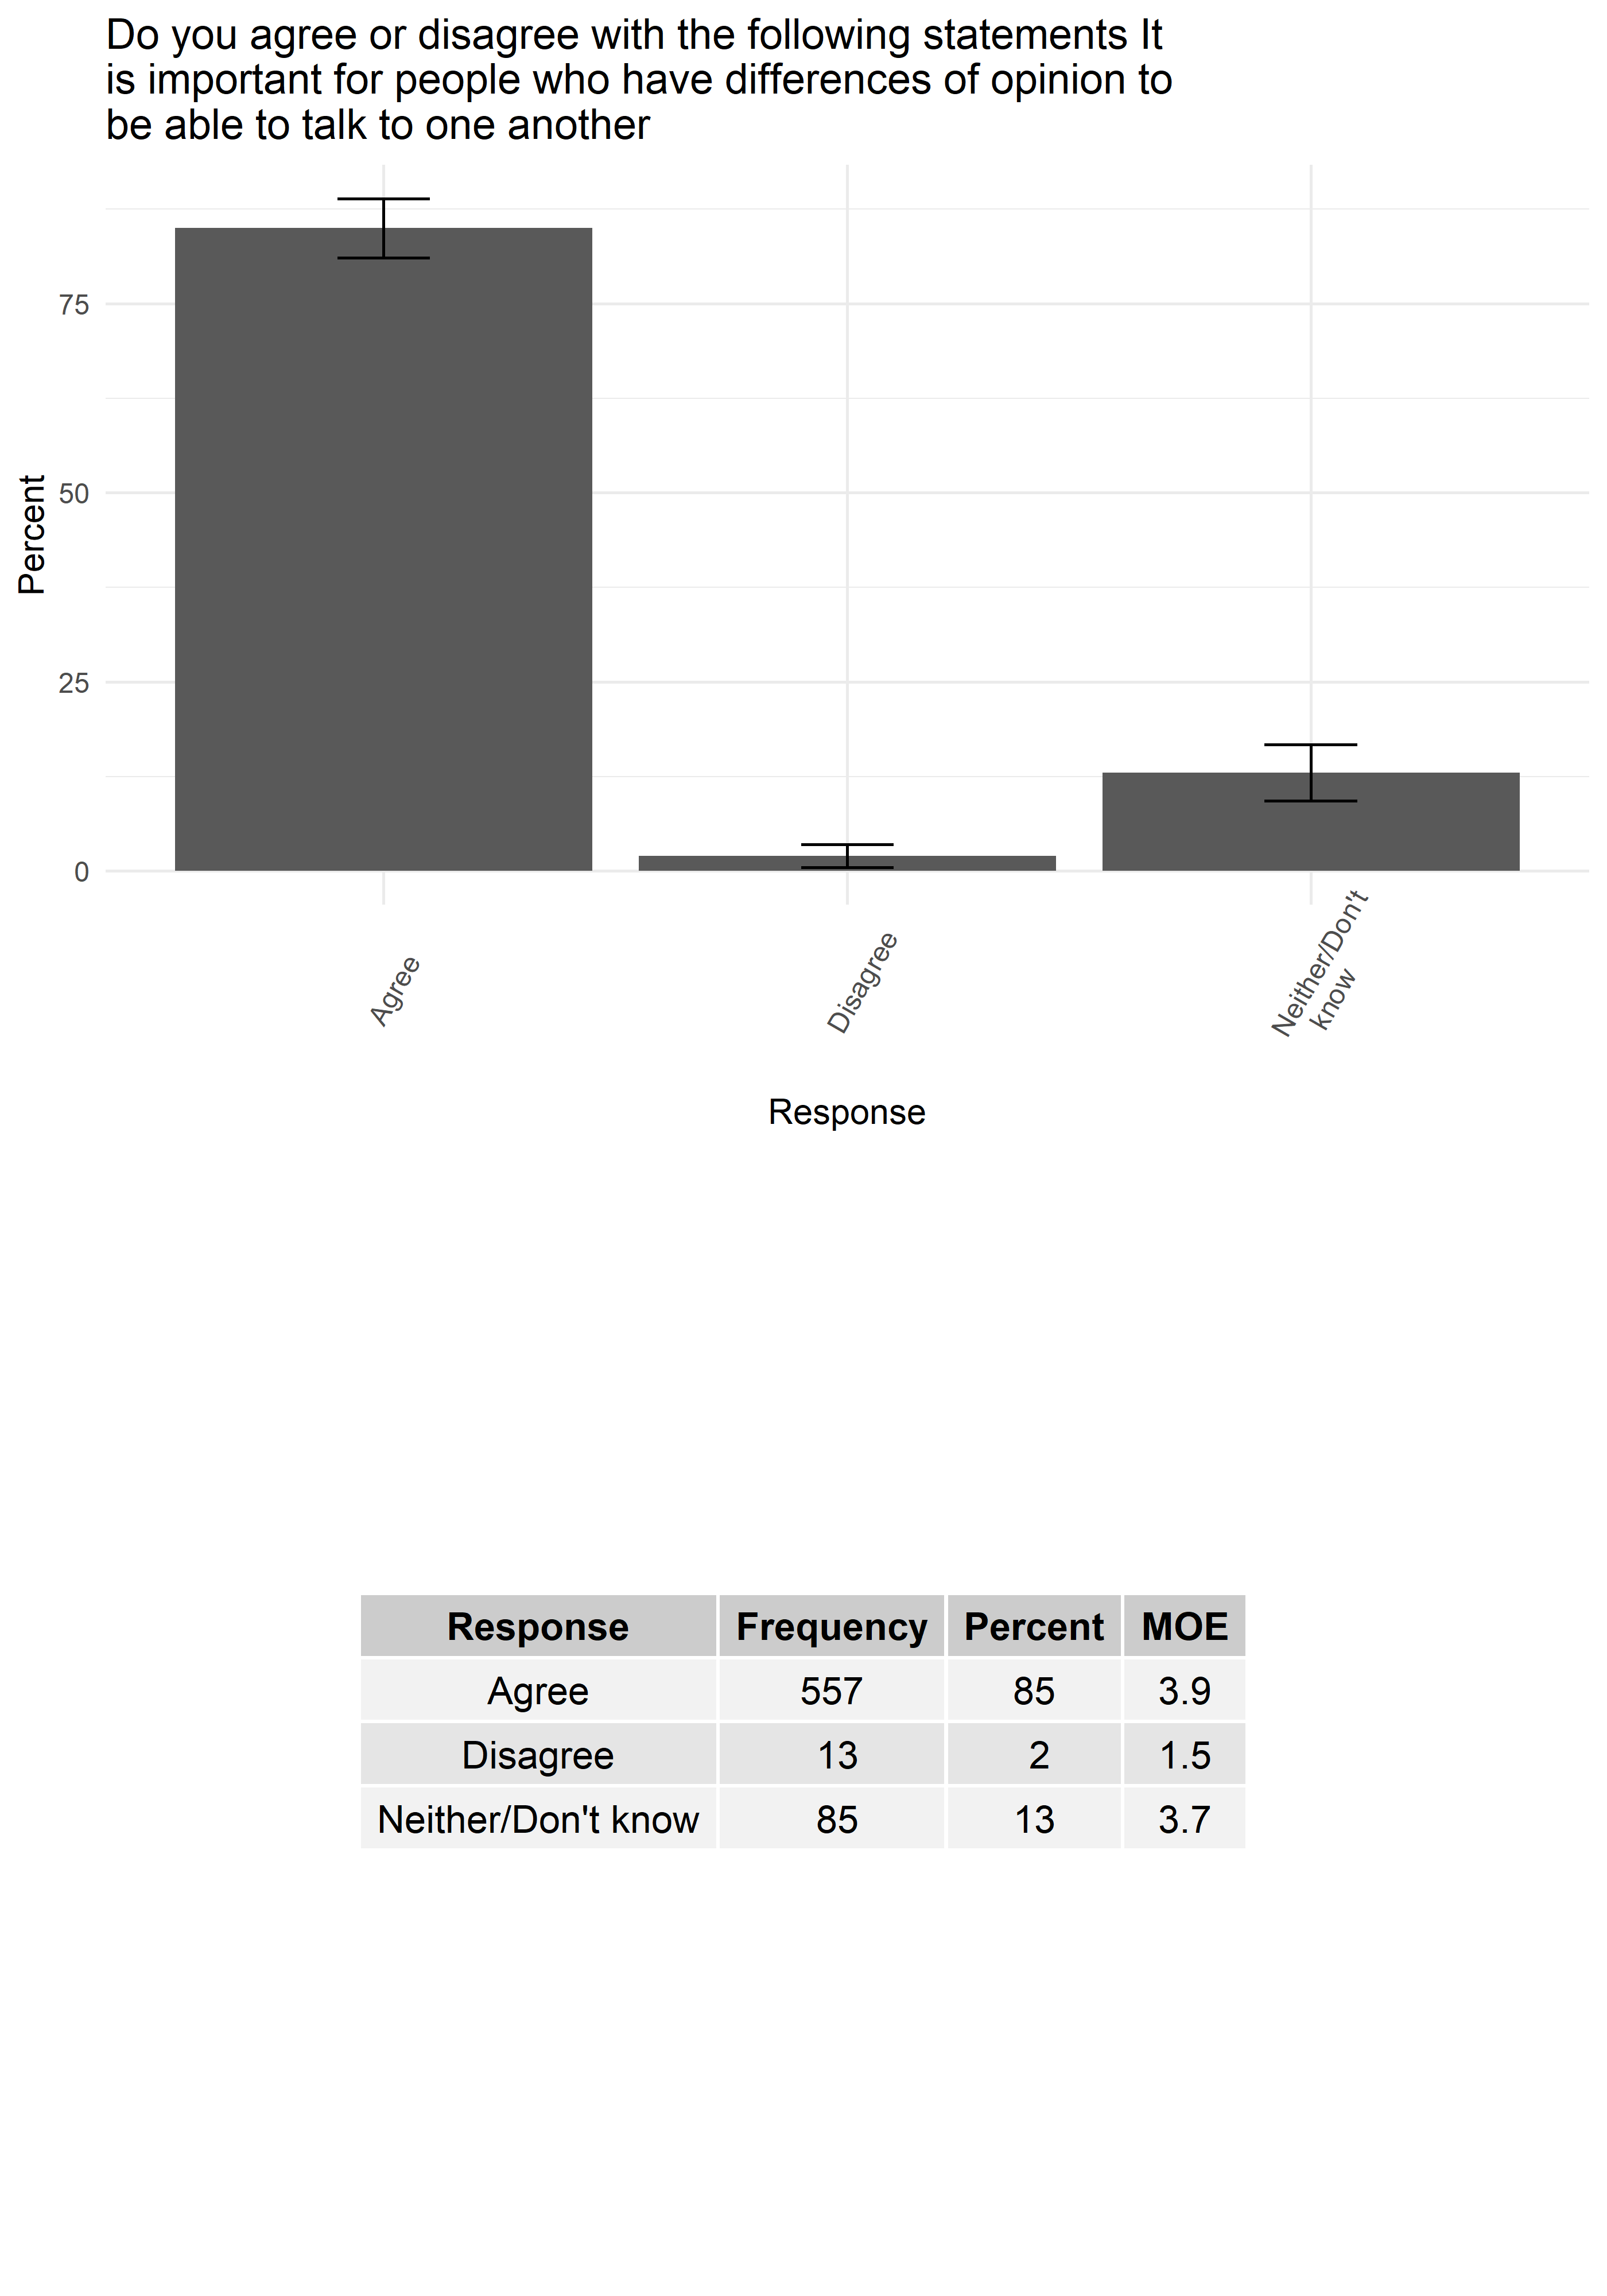 Do you agree or disagree with the following statements It
is important for people who have differences of opinion to
be able to talk to one another
Percent
75
50
25
0
Agree
Disagree
Neither/Don't
know
Response
Response Frequency Percent MOE
Agree 557 85 3.9
Disagree 13 2 1.5
Neither/Don't know 85 13 3.7